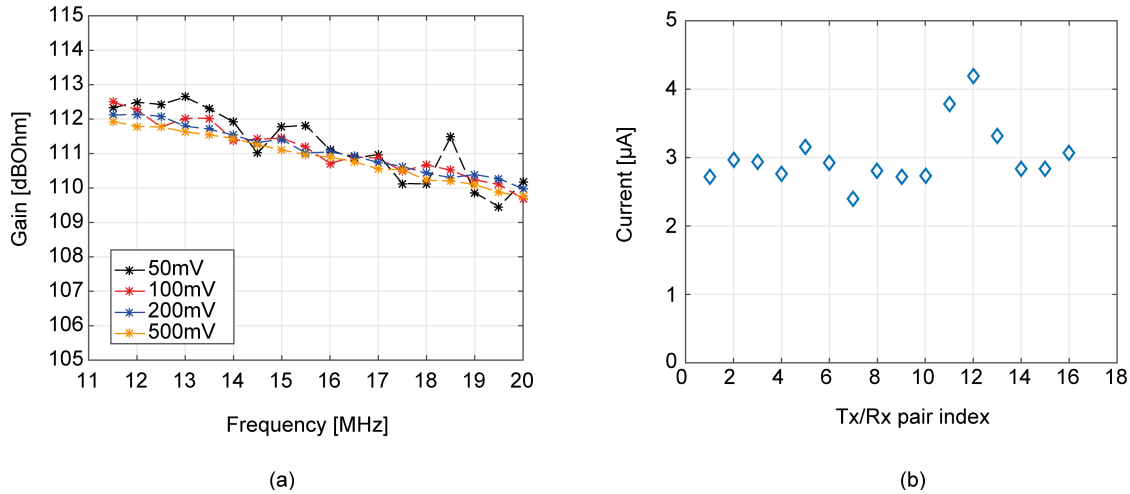 115
114
113
112
111
110
109
108
107
106
105
Gain [dBOhm]
50mV
100mV
200mV
500mV
11 12 13 14 15 16 17 18 19 20
Frequency [MHz]
(a)
5
4
3
2
1
0
Current [µA]
0 2 4 6 8 10 12 14 16 18
Tx/Rx pair index
(b)